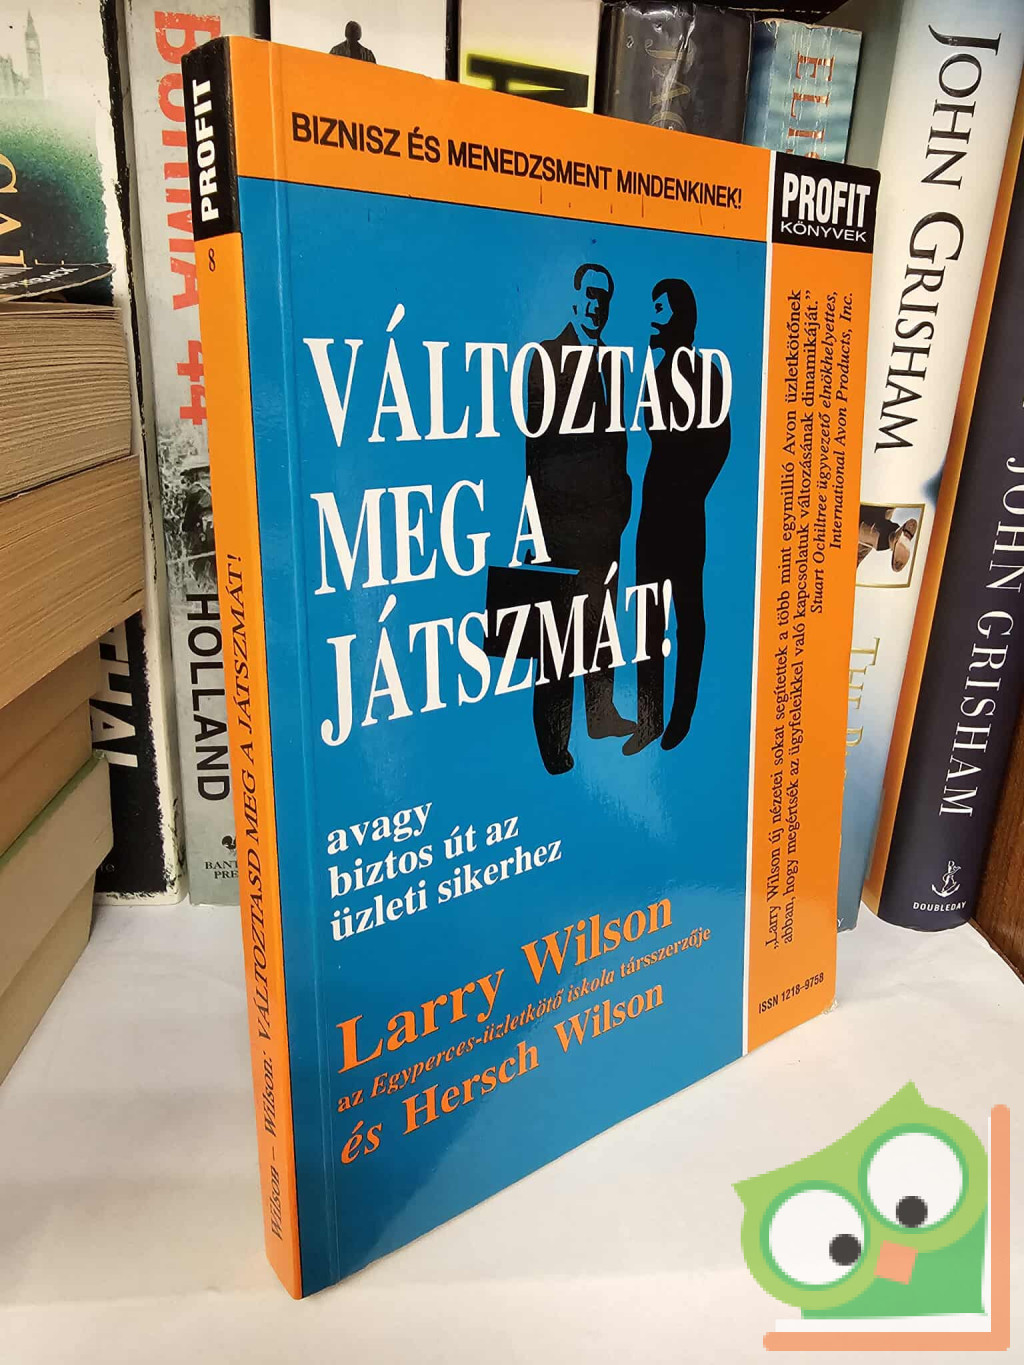 BIZNISZ ÉS MENEDZSMENT MINDENKINEK!
PROFIT
KÖNYVEK
VÁLTOZTASD
MEG A
JÁTSZMÁT!
avagy
biztos út az
üzleti sikerhez
Larry Wilson
az Egyperces-üzletkötő iskola társszerzője
és Hersch Wilson
„Larry Wilson új nézetei sokat segítettek a több mint egymillió Avon üzletkötőnek
abban, hogy megértsék az ügyfeleikkel való kapcsolatuk változásának dinamikáját.”
Stuart Ochiltree ügyvezető elnökhelyettes,
International Avon Products, Inc.
ISSN 1218-9758
PROFIT
8
Wilson – Wilson: VÁLTOZTASD MEG A JÁTSZMÁT!
BORMA 44
HOLLAND
JOHN GRISHAM
JOHN GRISHAM
DOUBLEDAY